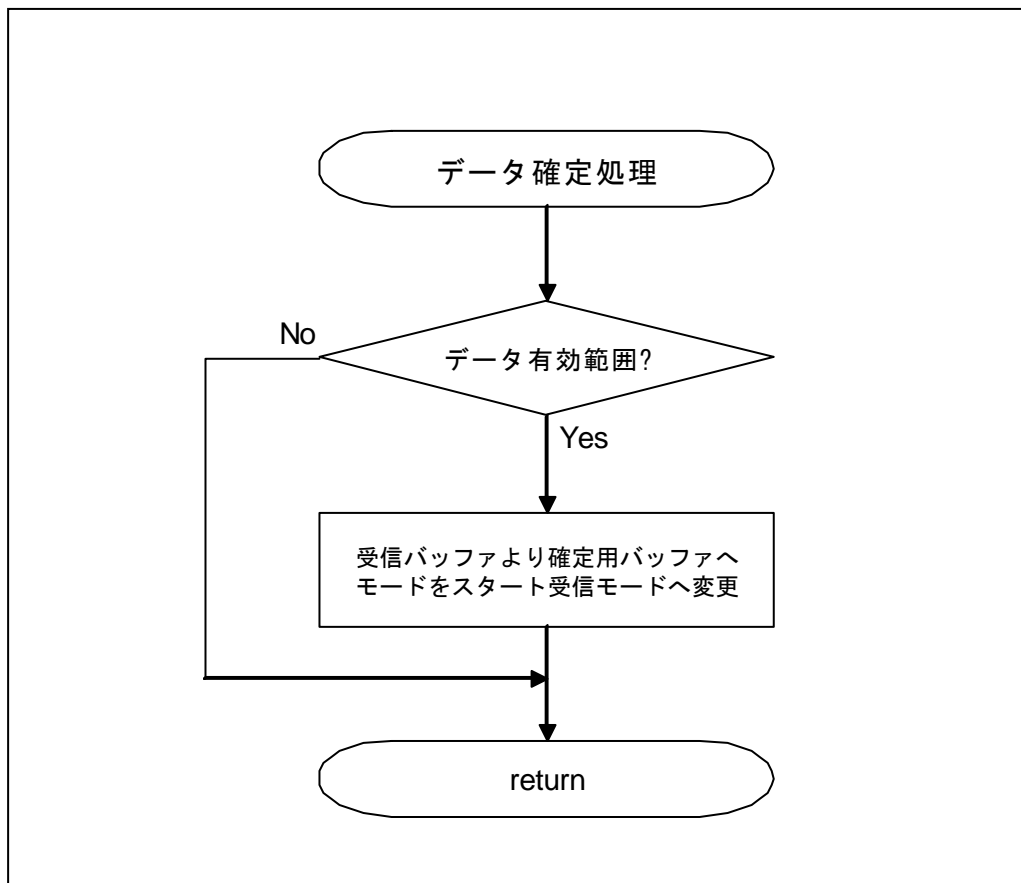 データ確定処理
No
データ有効範囲?
Yes
受信バッファより確定用バッファへ
モードをスタート受信モードへ変更
return